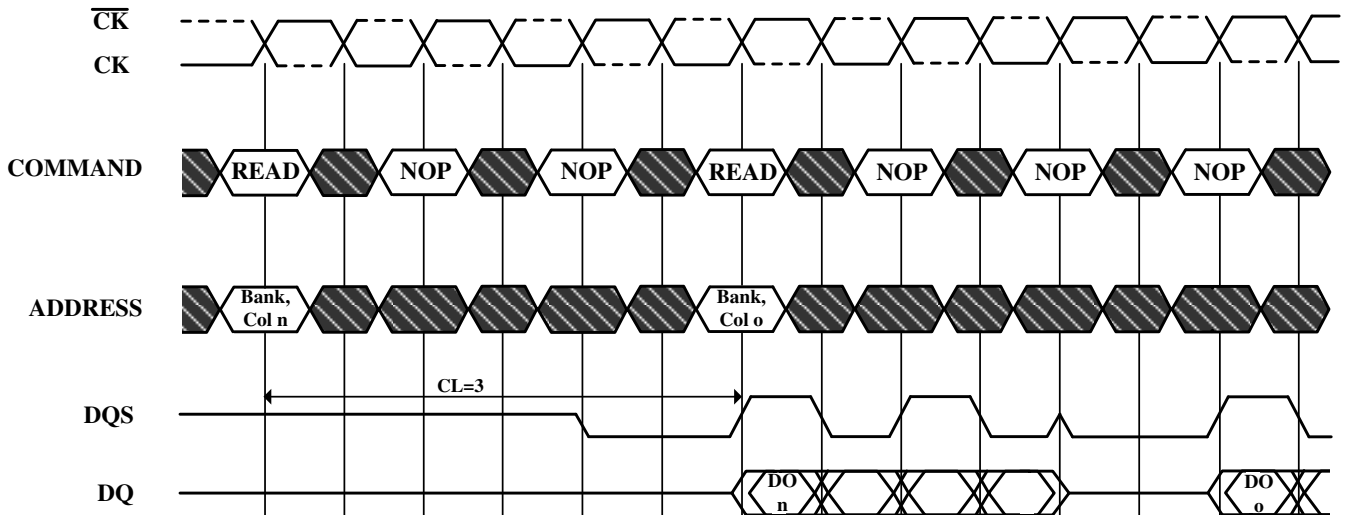 CK
CK
COMMAND
READ NOP NOP READ NOP NOP NOP
ADDRESS
Bank,
Col n
Bank,
Col o
CL=3
DQS
DQ
DO
n
DO
o